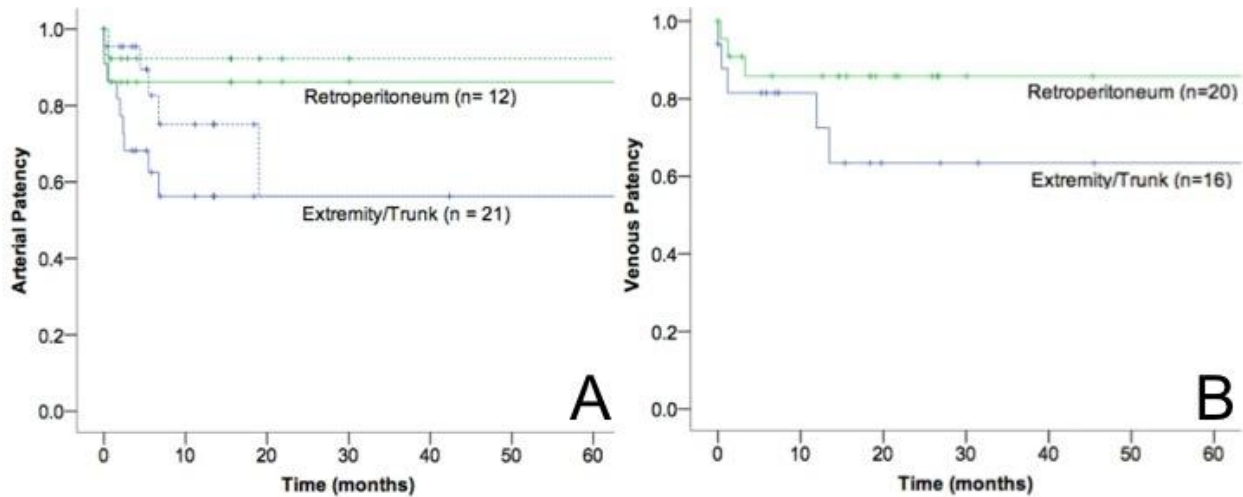 Arterial Patency
1.0
0.8
0.6
0.4
0.2
0.0
Retroperitoneum (n= 12)
Extremity/Trunk (n = 21)
A
0 10 20 30 40 50 60
Time (months)
Venous Patency
1.0
0.8
0.6
0.4
0.2
0.0
Retroperitoneum (n=20)
Extremity/Trunk (n=16)
B
0 10 20 30 40 50 60
Time (months)